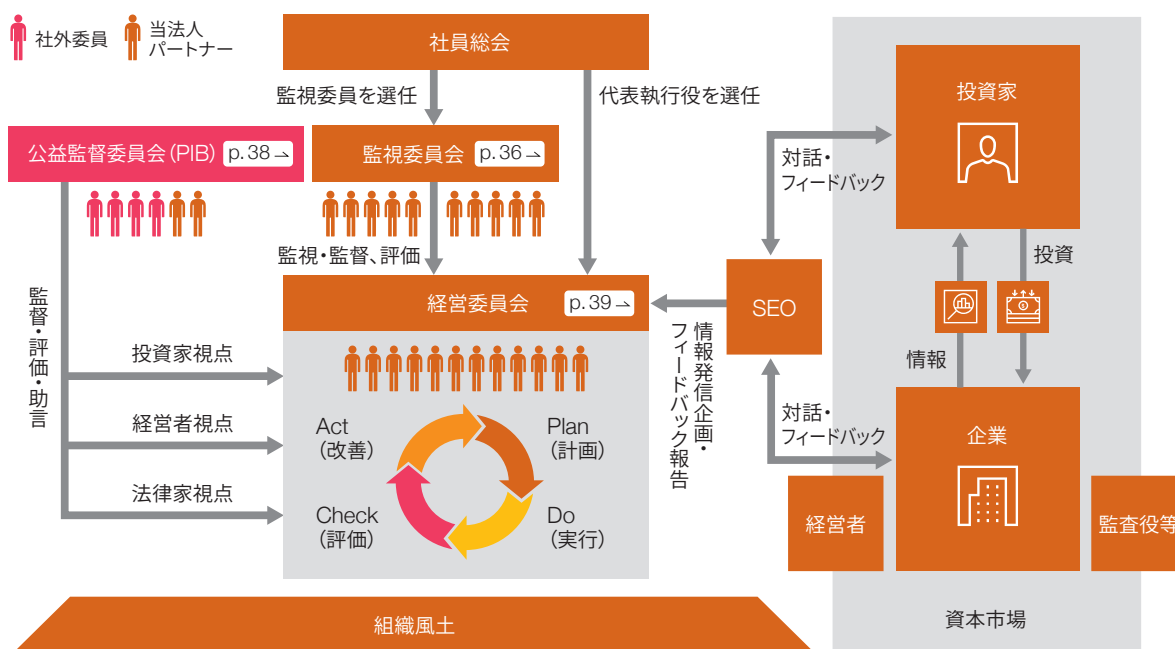 社外委員
当法人
パートナー
社員総会
監視委員を選任
代表執行役を選任
公益監督委員会(PIB)
p.38→
監視委員会
p.36→
監視・監督、評価
経営委員会
p.39→
監督・評価・助言
投資家視点
経営者視点
法律家視点
Act
(改善)
Plan
(計画)
Check
(評価)
Do
(実行)
組織風土
SEO
情報発信企画・
フィードバック報告
対話・
フィードバック
対話・
フィードバック
投資家
投資
情報
企業
経営者
監査役等
資本市場